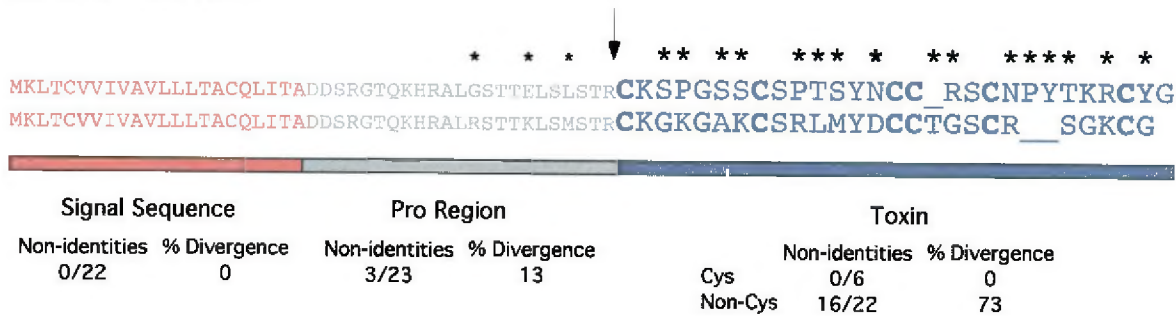 * * * ** ** *** * ** **** * *
MKLTCVVIVAVLLLTACQLITADDSRGTQKHRALGSTTELSLSTRCKSPGSSCSPTSYNCC_RSCNPYTKRCYG
MKLTCVVIVAVLLLTACQLITADDSRGTQKHRALRSTTKLSMSTRCKGKGAKCSRLMYDCCTGSCR__SGKCG
Signal Sequence
Non-identities % Divergence
0/22 0
Pro Region
Non-identities % Divergence
3/23 13
Toxin
Non-identities % Divergence
Cys 0/6 0
Non-Cys 16/22 73